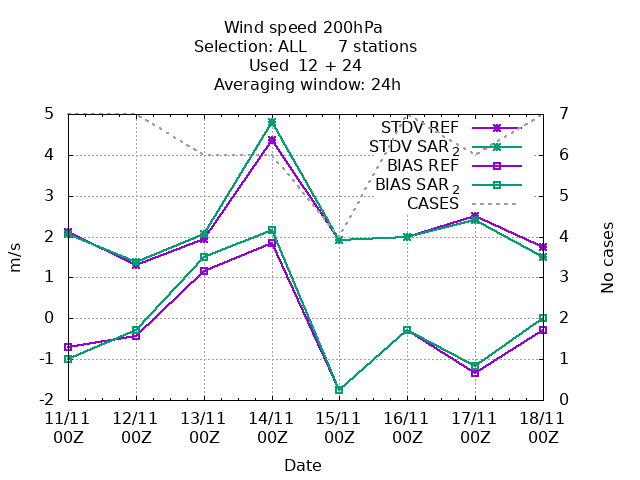 Wind speed 200hPa
Selection: ALL 7 stations
Used 12 + 24
Averaging window: 24h
5
4
3
2
1
0
-1
-2
m/s
7
6
5
4
3
2
1
0
No cases
STDV REF
STDV SAR 2
BIAS REF
BIAS SAR 2
CASES
11/11 12/11 13/11 14/11 15/11 16/11 17/11 18/11
00Z 00Z 00Z 00Z 00Z 00Z 00Z 00Z
Date